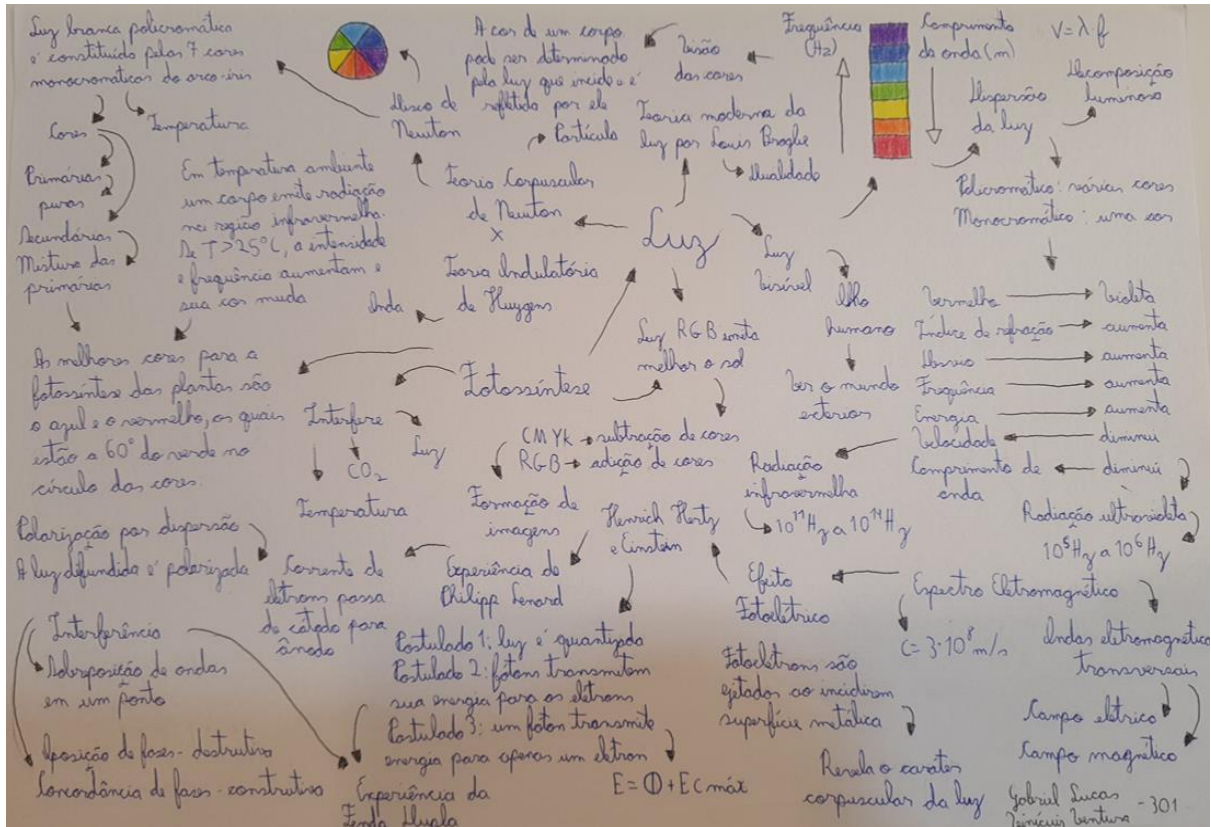 Luz branca policromática
é constituída pelas 7 cores
monocromáticas do arco-íris
Cores
Temperatura
Primárias
puras
Secundárias
Mistura das
primárias
Em temperatura ambiente
um corpo emite radiação
na região infravermelha.
Se T > 25°C, a intensidade
e frequência aumentam e
sua cor muda
As melhores cores para a
fotossíntese das plantas são
o azul e o vermelho, os quais
estão a 60° do verde no
círculo das cores.
Disco de
Newton
A cor de um corpo
pode ser determinado
pela luz que incide e é
refletida por ele
Visão
das cores
Partícula
Teoria Corpuscular
de Newton
X
Teoria Ondulatória
de Huygens
Onda
Teoria moderna da
luz por Louis Broglie
Dualidade
Luz
Frequência
(Hz)
Comprimento
de onda (m)
V = λ · f
Dispersão
da luz
Decomposição
luminosa
Policromático: várias cores
Monocromático: uma cor
Luz
visível
Olho
humano
Ver o mundo
exterior
Vermelho
Violeta
Índice de refração
aumenta
Desvio
aumenta
Frequência
aumenta
Energia
aumenta
Velocidade
diminui
Comprimento de
onda
diminui
Luz RGB imita
melhor o sol
Fotossíntese
Interfere
Luz
CO₂
Temperatura
CMYK → subtração de cores
RGB → adição de cores
Formação de
imagens
Radiação
infravermelha
10¹¹Hz a 10¹⁴Hz
Radiação ultravioleta
10⁵Hz a 10⁶Hz
Polarização por dispersão
A luz difundida é polarizada
Corrente de
elétrons passa
de catodo para
ânodo
Experiência de
Philipp Lenard
Henrich Hertz
e Einstein
Efeito
Fotoelétrico
Espectro Eletromagnético
C = 3·10⁸ m/s
Ondas eletromagnética
transversais
Campo elétrico
Campo magnético
Interferência
Sobreposição de ondas
em um ponto
Oposição de fases - destrutiva
Concordância de fases - construtiva
Postulado 1: luz é quantizada
Postulado 2: fótons transmitem
sua energia para os elétrons
Postulado 3: um foton transmite
energia para apenas um elétron
E = Φ + Ec máx
Experiência da
Fenda Dupla
Fotoelétrons são
ejetados ao incidirem
superfície metálica
Revela o caráter
corpuscular da luz
Gabriel Lucas
Vinícius Ventura - 301